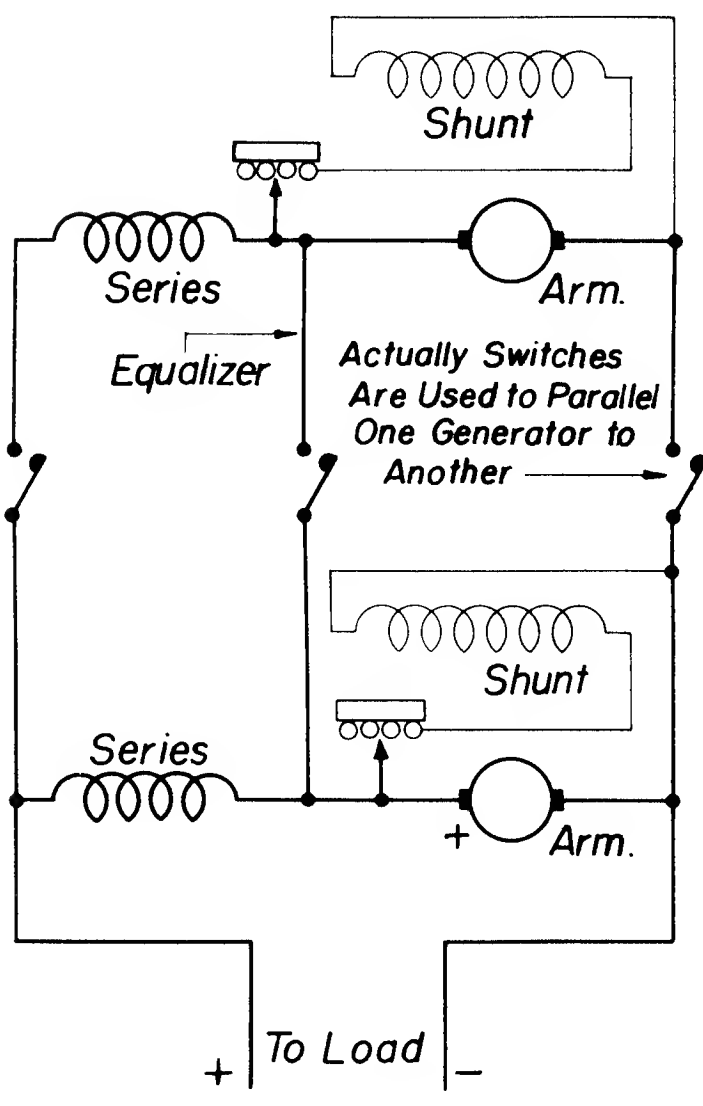 Shunt
Series
Arm.
Equalizer
Actually Switches
Are Used to Parallel
One Generator to
Another
Shunt
Series
+
Arm.
+ To Load -